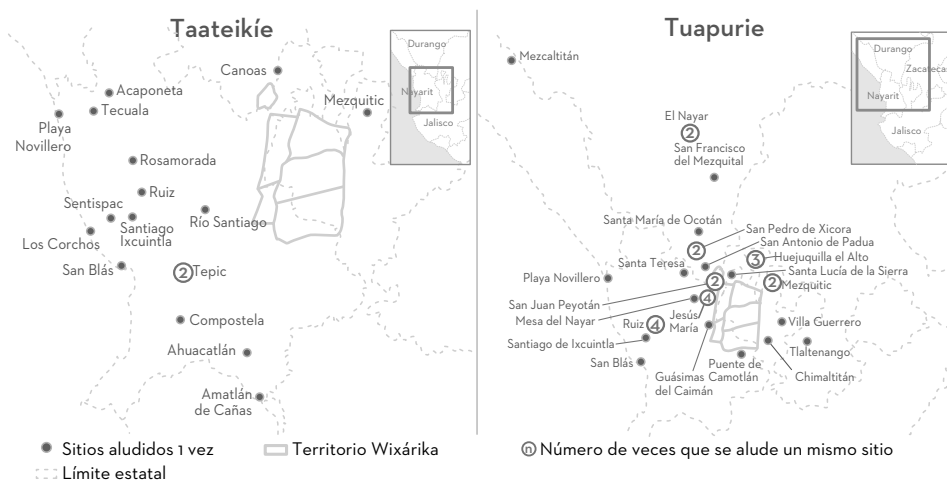 Taateikíe
Durango
Nayarit
Jalisco
Canoas
Acaponeta
Tecuala
Mezquitic
Playa
Novillero
Rosamorada
Ruiz
Sentispac
Santiago
Ixcuintla
Río Santiago
Los Corchos
San Blás
2 Tepic
Compostela
Ahuacatlán
Amatlán
de Cañas
Tuapurie
Durango
Zacatecas
Nayarit
Jalisco
Mezcaltitán
El Nayar
2
San Francisco
del Mezquital
Santa María de Ocotán
San Pedro de Xicora
2
San Antonio de Padua
Huejuquilla el Alto
3
Santa Teresa
Santa Lucía de la Sierra
Playa Novillero
2
2
Mezquitic
San Juan Peyotán
Mesa del Nayar
4
Jesús
María
Ruiz 4
Villa Guerrero
Santiago de Ixcuintla
Tlaltenango
San Blás
Puente de
Camotlán
Guásimas
del Caimán
Chimaltitán
Sitios aludidos 1 vez
Territorio Wixárika
n Número de veces que se alude un mismo sitio
Límite estatal